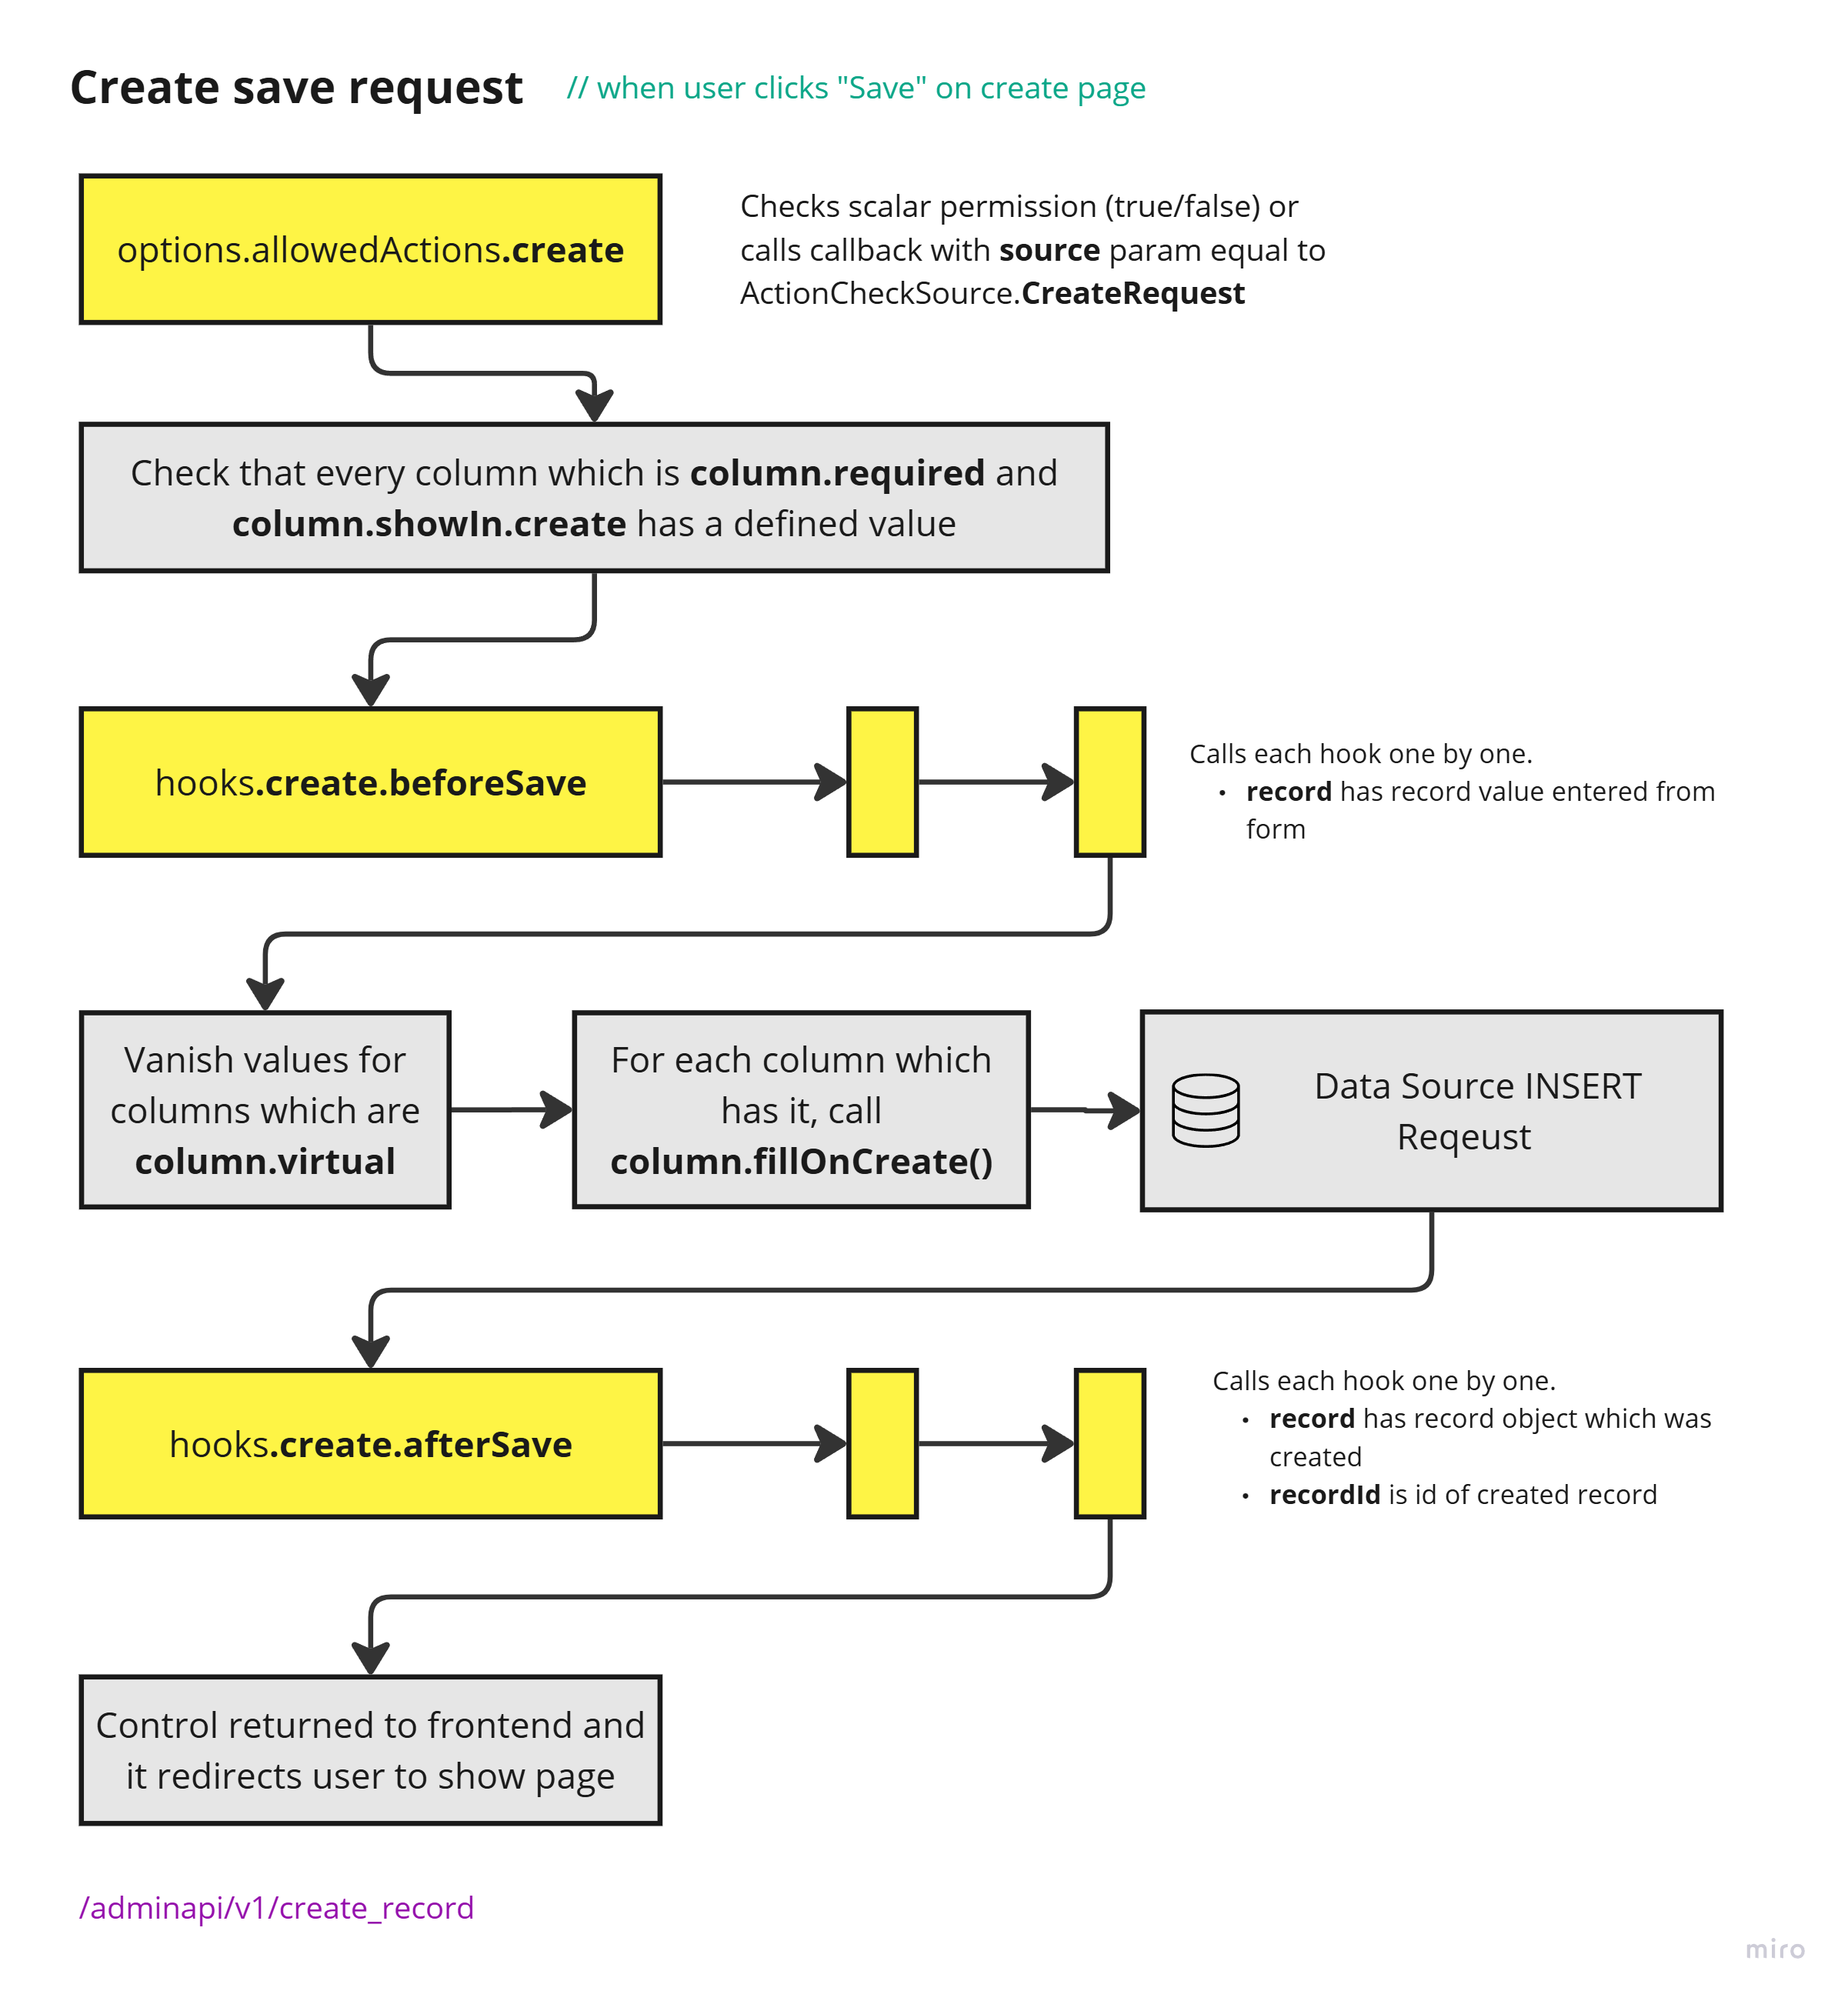 Create save request
// when user clicks "Save" on create page
options.allowedActions.create
Checks scalar permission (true/false) or
calls callback with source param equal to
ActionCheckSource.CreateRequest
Check that every column which is column.required and
column.showIn.create has a defined value
hooks.create.beforeSave
Calls each hook one by one.
• record has record value entered from
form
Vanish values for
columns which are
column.virtual
For each column which
has it, call
column.fillOnCreate()
Data Source INSERT
Reqeust
hooks.create.afterSave
Calls each hook one by one.
• record has record object which was
created
• recordId is id of created record
Control returned to frontend and
it redirects user to show page
/adminapi/v1/create_record
miro